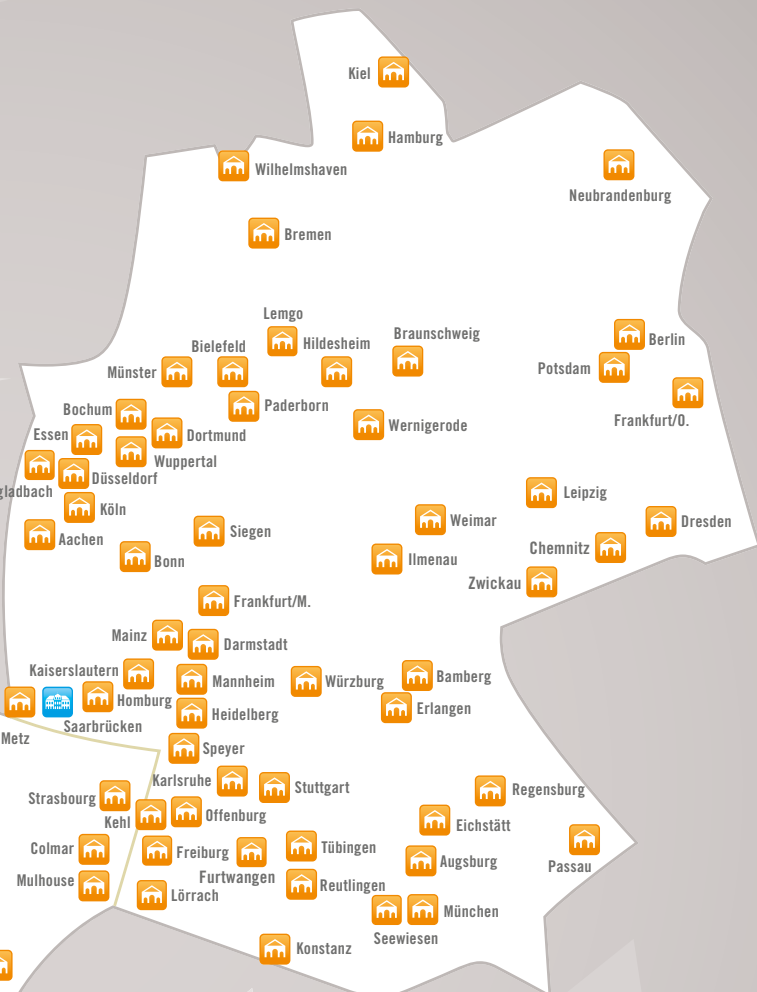 Kiel
Hamburg
Wilhelmshaven
Neubrandenburg
Bremen
Lemgo
Braunschweig
Berlin
Bielefeld
Hildesheim
Münster
Potsdam
Bochum
Paderborn
Frankfurt/O.
Essen
Dortmund
Wernigerode
Wuppertal
Düsseldorf
gladbach
Leipzig
Köln
Weimar
Dresden
Aachen
Siegen
Chemnitz
Bonn
Ilmenau
Zwickau
Frankfurt/M.
Mainz
Darmstadt
Kaiserslautern
Mannheim
Würzburg
Bamberg
Homburg
Erlangen
Heidelberg
Saarbrücken
Metz
Speyer
Karlsruhe
Stuttgart
Regensburg
Strasbourg
Offenburg
Kehl
Eichstätt
Colmar
Freiburg
Tübingen
Augsburg
Passau
Furtwangen
Mulhouse
Reutlingen
Lörrach
München
Seewiesen
Konstanz